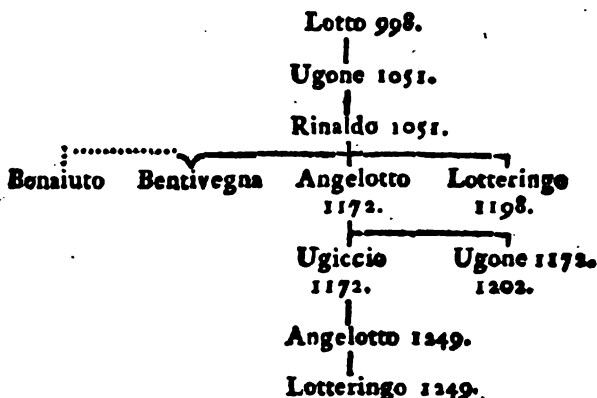 Lotto 998.
Ugone 1051.
Rinaldo 1051.
Bonaiuto Bentivegna Angelotto Lotteringo
1172. 1198.
Ugiccio Ugone 1172.
1172. 1202.
Angelotto 1249.
Lotteringo 1249.